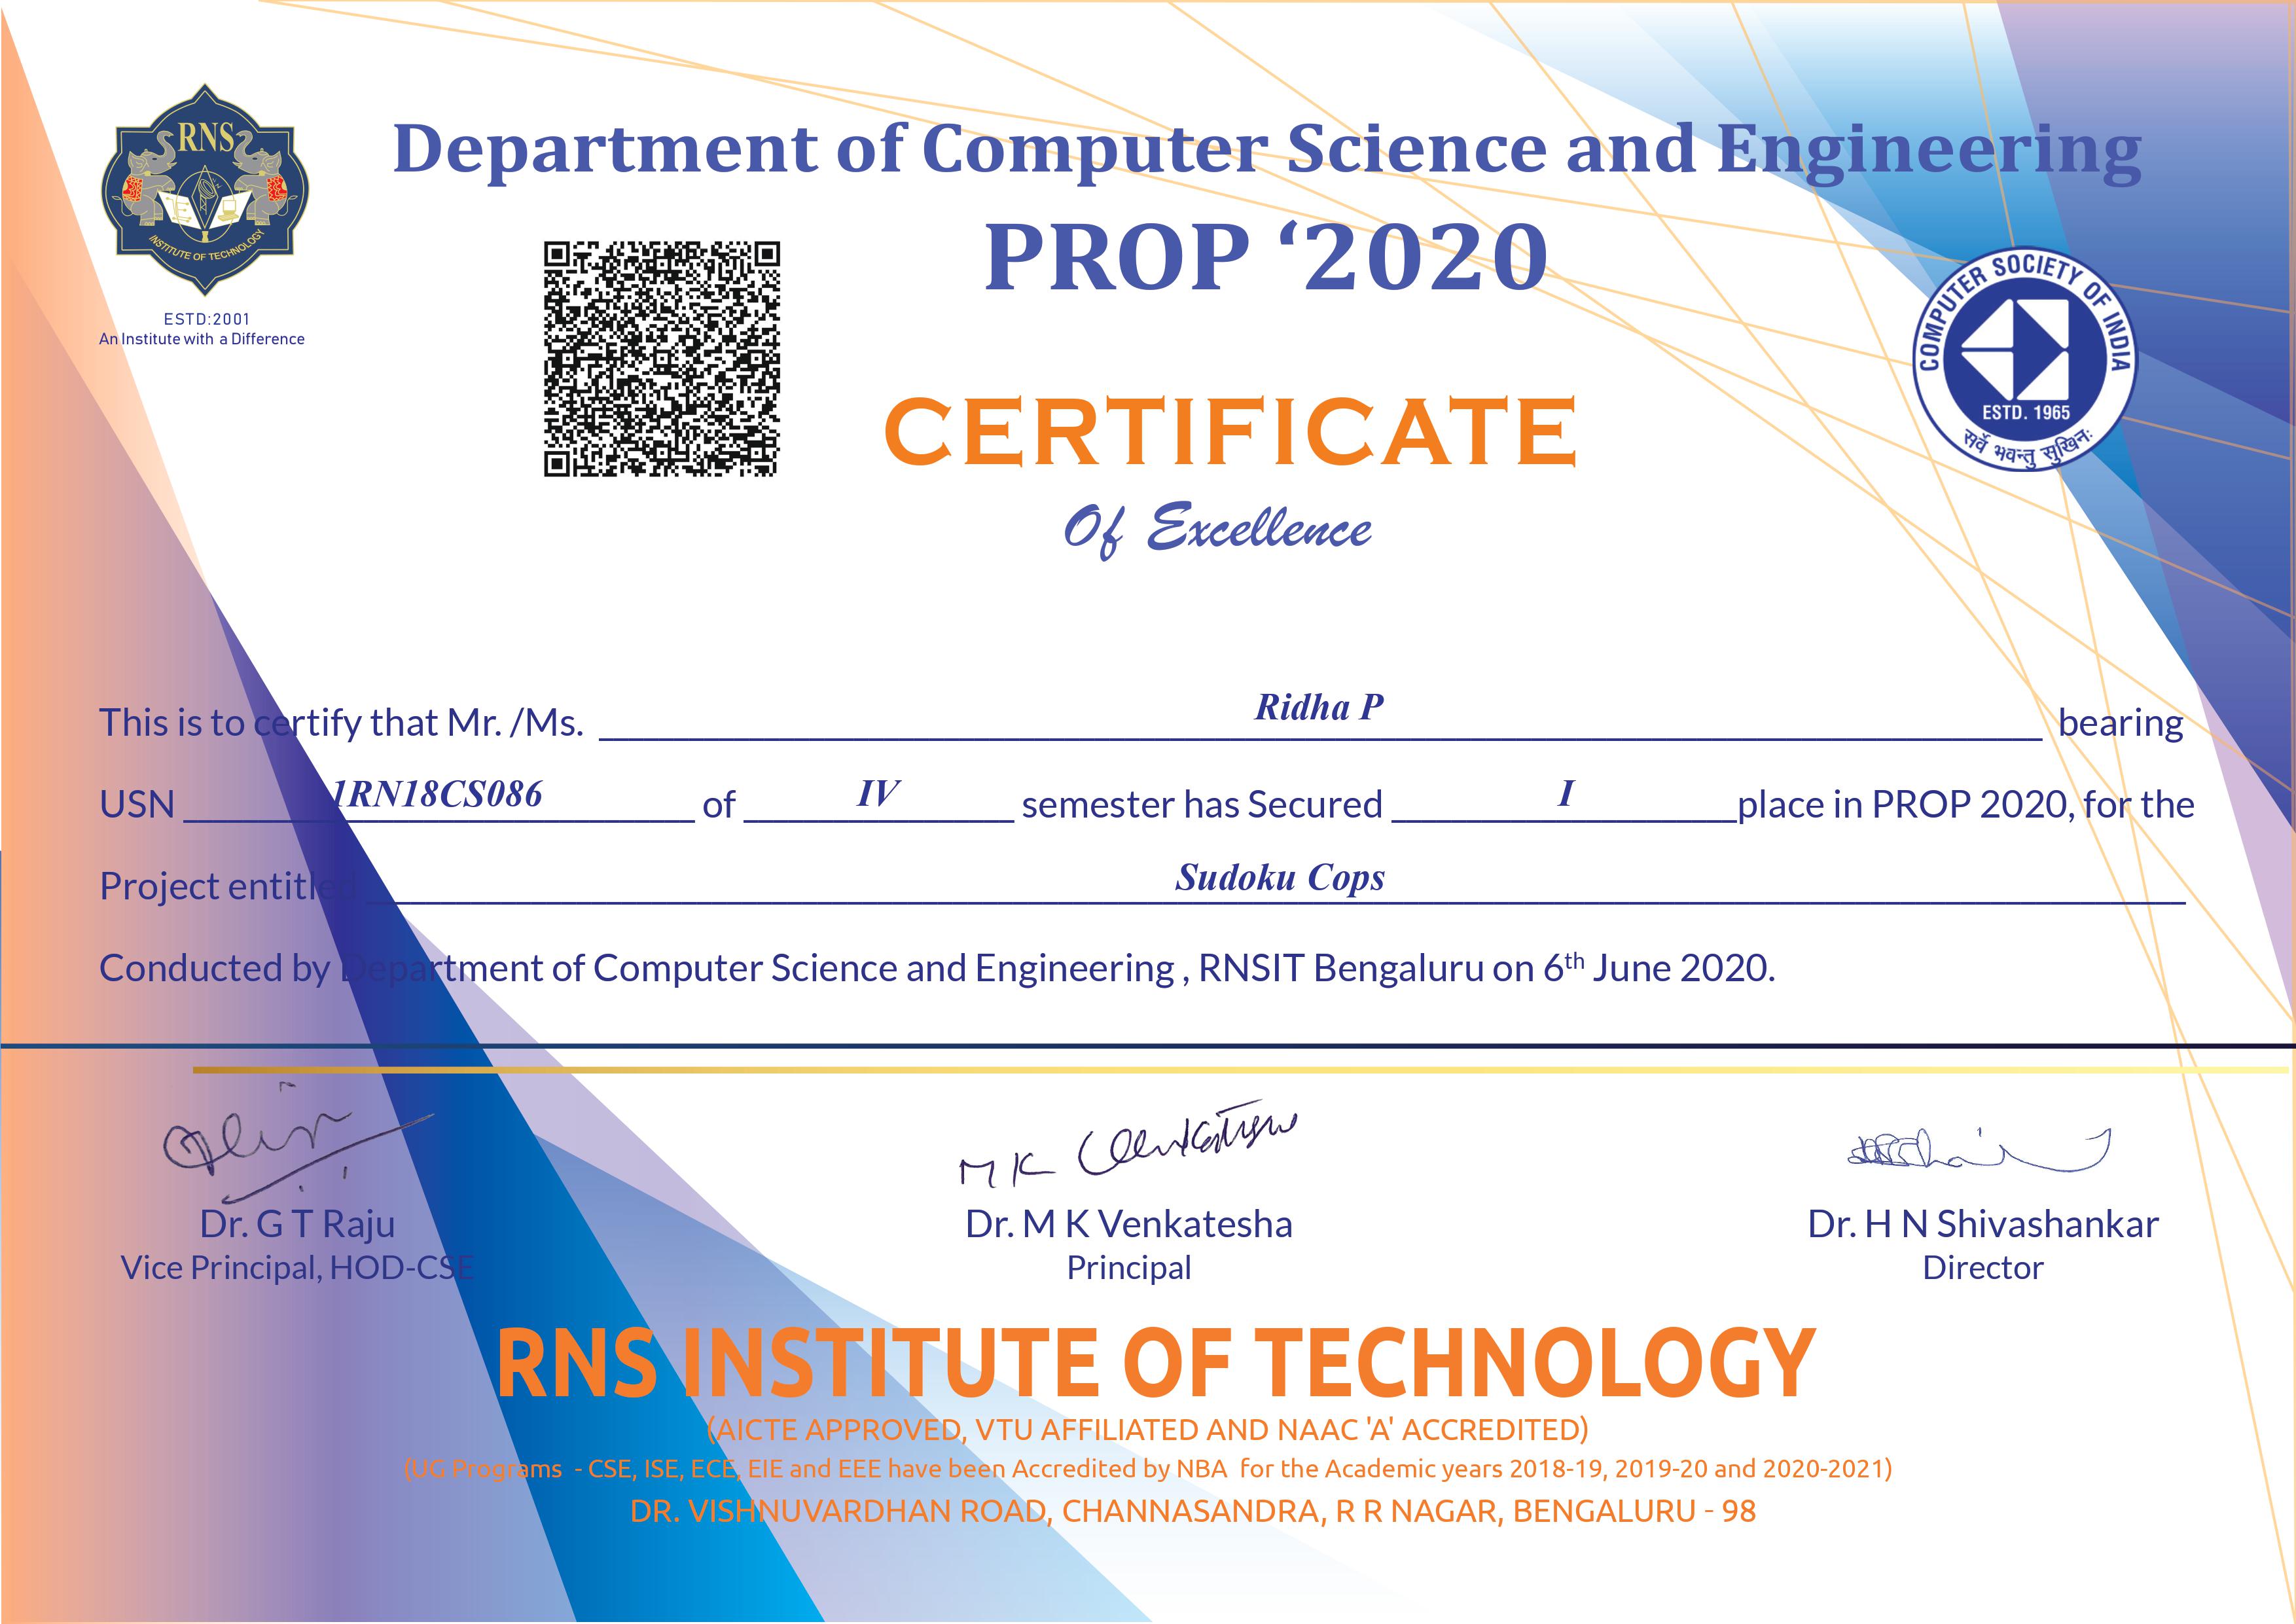 RNS
INSTITUTE OF TECHNOLOGY
ESTD:2001
An Institute with a Difference
Department of Computer Science and Engineering
PROP ‘2020
CERTIFICATE
Of Excellence
COMPUTER SOCIETY OF INDIA
ESTD. 1965
सर्वे भवन्तु सुखिनः
This is to certify that Mr. /Ms. Ridha P bearing
USN 1RN18CS086 of IV semester has Secured I place in PROP 2020, for the
Project entitled Sudoku Cops
Conducted by Department of Computer Science and Engineering , RNSIT Bengaluru on 6th June 2020.
M K Venkatesha
Dr. G T Raju Dr. M K Venkatesha Dr. H N Shivashankar
Vice Principal, HOD-CSE Principal Director
RNS INSTITUTE OF TECHNOLOGY
(AICTE APPROVED, VTU AFFILIATED AND NAAC 'A' ACCREDITED)
(UG Programs - CSE, ISE, ECE, EIE and EEE have been Accredited by NBA for the Academic years 2018-19, 2019-20 and 2020-2021)
DR. VISHNUVARDHAN ROAD, CHANNASANDRA, R R NAGAR, BENGALURU - 98